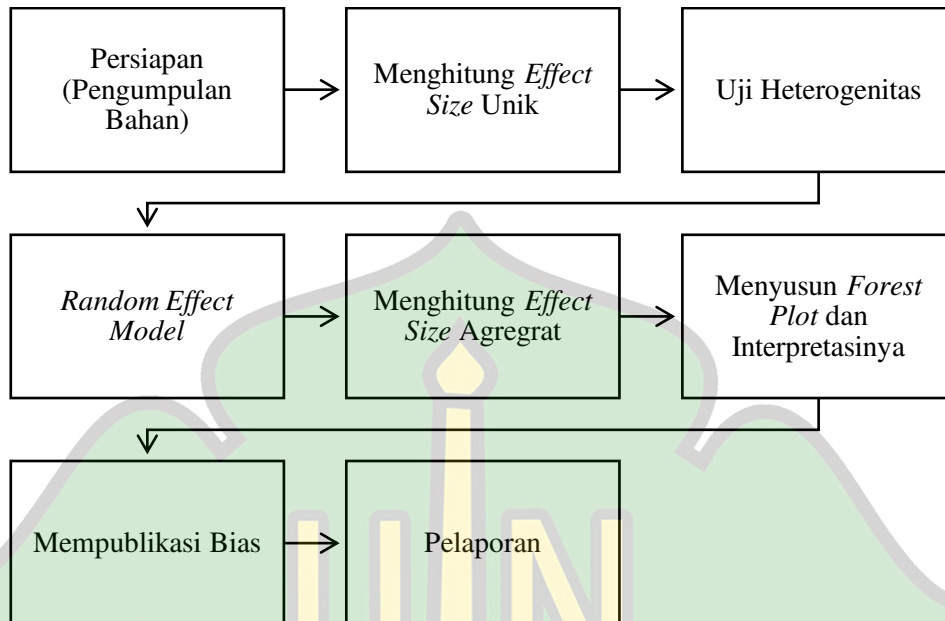 Persiapan
(Pengumpulan
Bahan)
Menghitung Effect
Size Unik
Uji Heterogenitas
Random Effect
Model
Menghitung Effect
Size Agregrat
Menyusun Forest
Plot dan
Interpretasinya
Mempublikasi Bias
Pelaporan
UIN